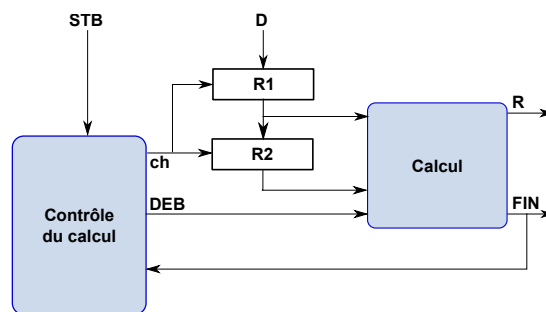 STB
D
R1
R
ch
R2
Calcul
DEB
FIN
Contrôle
du calcul